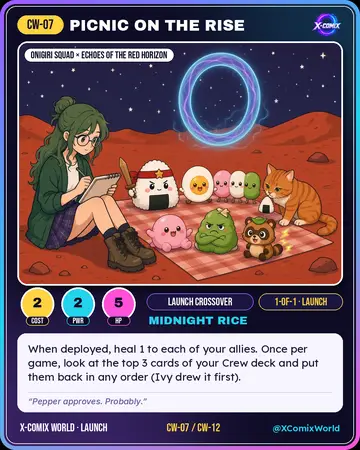 CW-07 PICNIC ON THE RISE
X-COMIX
ONIGIRI SQUAD × ECHOES OF THE RED HORIZON
2 2 5
COST PWR HP
LAUNCH CROSSOVER 1-OF-1 · LAUNCH
MIDNIGHT RICE
When deployed, heal 1 to each of your allies. Once per
game, look at the top 3 cards of your Crew deck and put
them back in any order (Ivy drew it first).
"Pepper approves. Probably."
X-COMIX WORLD · LAUNCH CW-07 / CW-12 @XComixWorld